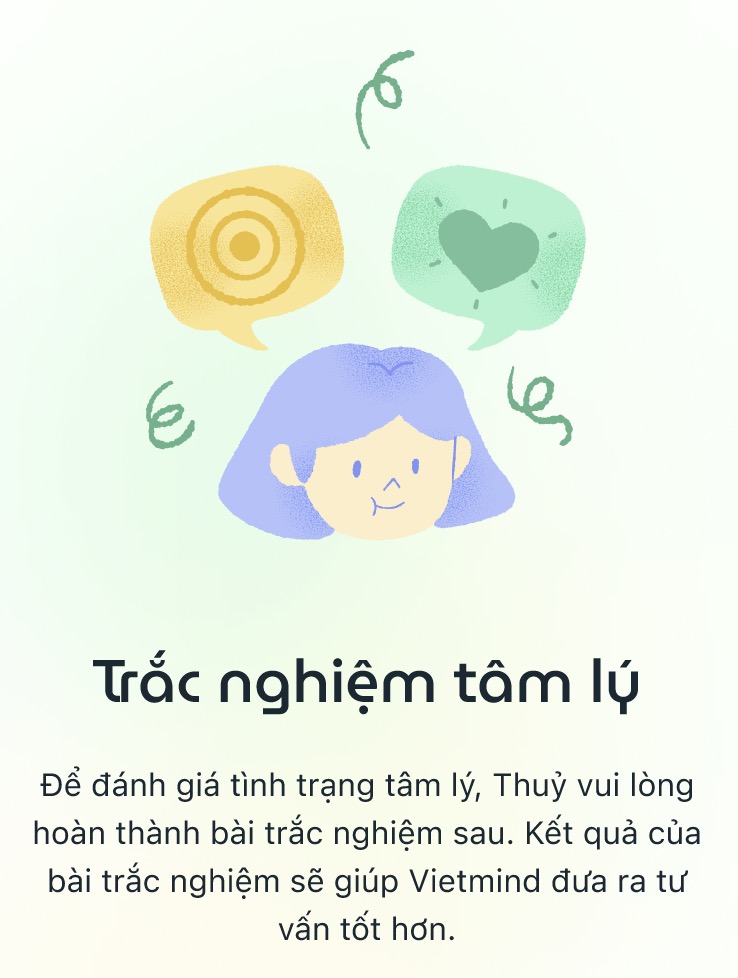 Trắc nghiệm tâm lý
Để đánh giá tình trạng tâm lý, Thuỷ vui lòng
hoàn thành bài trắc nghiệm sau. Kết quả của
bài trắc nghiệm sẽ giúp Vietmind đưa ra tư
vấn tốt hơn.